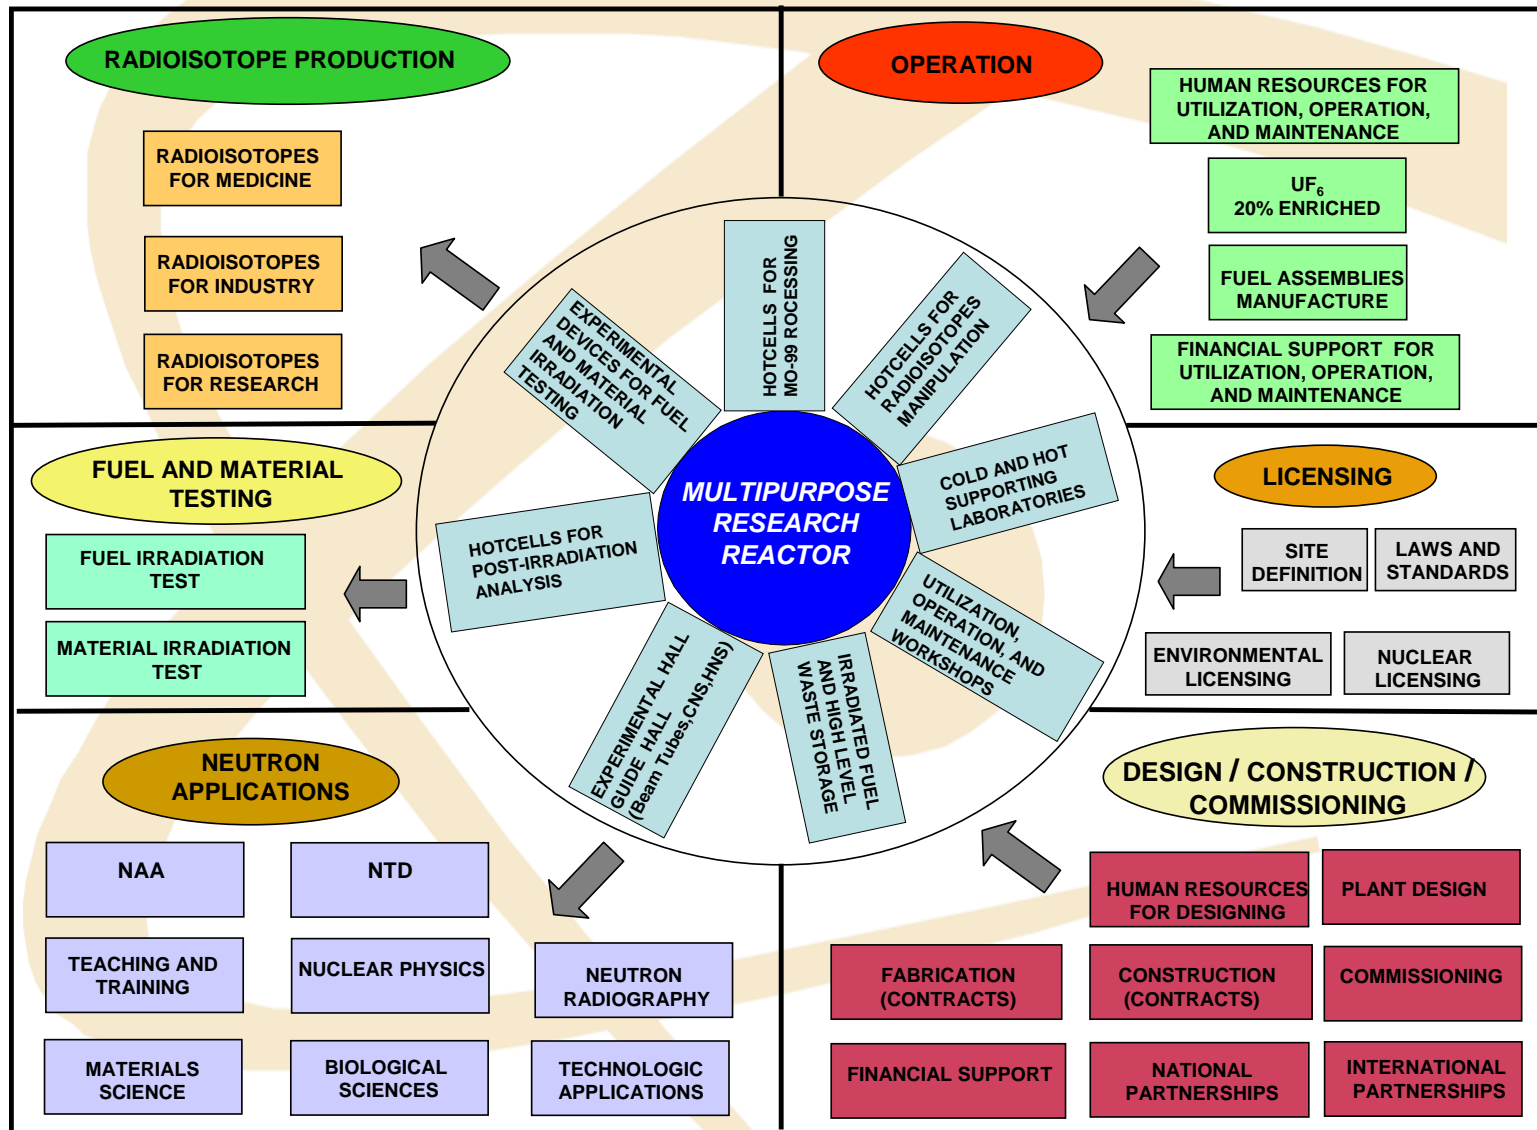 RADIOISOTOPE PRODUCTION
RADIOISOTOPES
FOR MEDICINE
RADIOISOTOPES
FOR INDUSTRY
RADIOISOTOPES
FOR RESEARCH
OPERATION
HUMAN RESOURCES FOR
UTILIZATION, OPERATION,
AND MAINTENANCE
UF6
20% ENRICHED
FUEL ASSEMBLIES
MANUFACTURE
FINANCIAL SUPPORT FOR
UTILIZATION, OPERATION,
AND MAINTENANCE
FUEL AND MATERIAL
TESTING
FUEL IRRADIATION
TEST
MATERIAL IRRADIATION
TEST
MULTIPURPOSE
RESEARCH
REACTOR
HOTCELLS FOR
MO-99 ROCESSING
HOTCELLS FOR
RADIOISOTOPES
MANIPULATION
COLD AND HOT
SUPPORTING
LABORATORIES
UTILIZATION,
OPERATION, AND
MAINTENANCE
WORKSHOPS
IRRADIATED FUEL
AND HIGH LEVEL
WASTE STORAGE
EXPERIMENTAL HALL
GUIDE HALL
(Beam Tubes,CNS,HNS)
HOTCELLS FOR
POST-IRRADIATION
ANALYSIS
EXPERIMENTAL
DEVICES FOR FUEL
AND MATERIAL
IRRADIATION
TESTING
LICENSING
SITE
DEFINITION
LAWS AND
STANDARDS
ENVIRONMENTAL
LICENSING
NUCLEAR
LICENSING
NEUTRON
APPLICATIONS
NAA
NTD
TEACHING AND
TRAINING
NUCLEAR PHYSICS
NEUTRON
RADIOGRAPHY
MATERIALS
SCIENCE
BIOLOGICAL
SCIENCES
TECHNOLOGIC
APPLICATIONS
DESIGN / CONSTRUCTION /
COMMISSIONING
HUMAN RESOURCES
FOR DESIGNING
PLANT DESIGN
FABRICATION
(CONTRACTS)
CONSTRUCTION
(CONTRACTS)
COMMISSIONING
FINANCIAL SUPPORT
NATIONAL
PARTNERSHIPS
INTERNATIONAL
PARTNERSHIPS